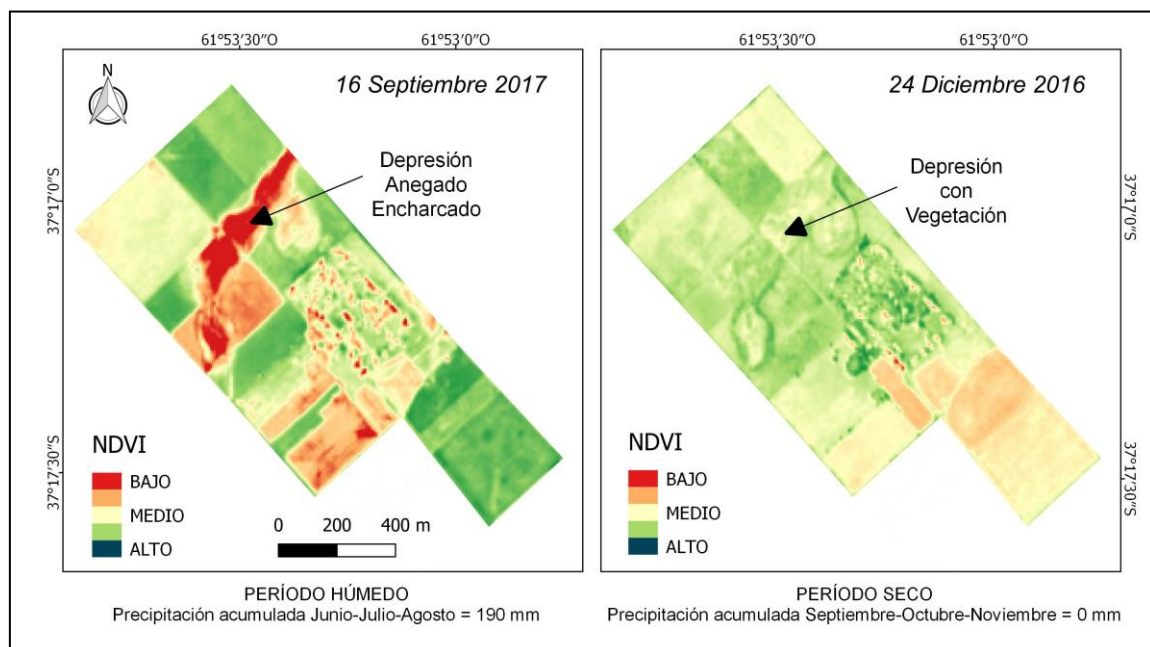 61°53'30"O 61°53'0"O
N
16 Septiembre 2017
Depresión
Anegado
Encharcado
37°17'0"S
37°17'30"S
NDVI
BAJO
MEDIO
ALTO
0 200 400 m
PERÍODO HÚMEDO
Precipitación acumulada Junio-Julio-Agosto = 190 mm
61°53'30"O 61°53'0"O
24 Diciembre 2016
Depresión
con
Vegetación
37°17'0"S
37°17'30"S
NDVI
BAJO
MEDIO
ALTO
PERÍODO SECO
Precipitación acumulada Septiembre-Octubre-Noviembre = 0 mm